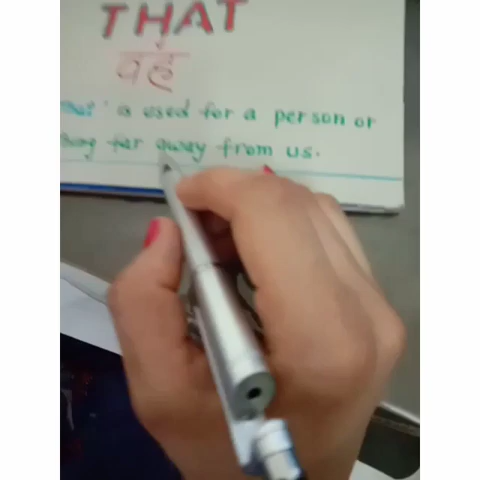 THAT
वह
That' is used for a person or
thing far away from us.